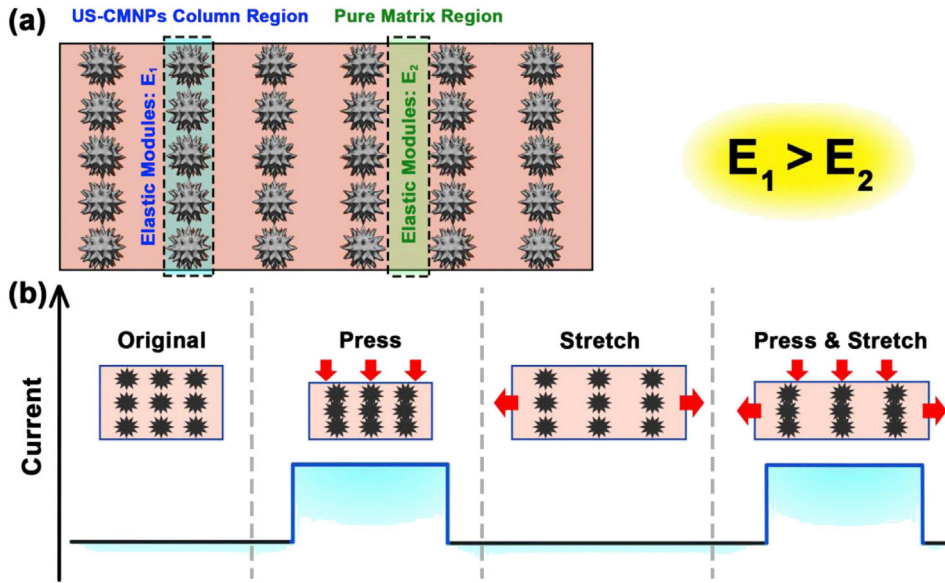 (a)
US-CMNPs Column Region
Pure Matrix Region
Elastic Modules: E₁
Elastic Modules: E₂
E₁ > E₂
(b)
Current
Original
Press
Stretch
Press & Stretch